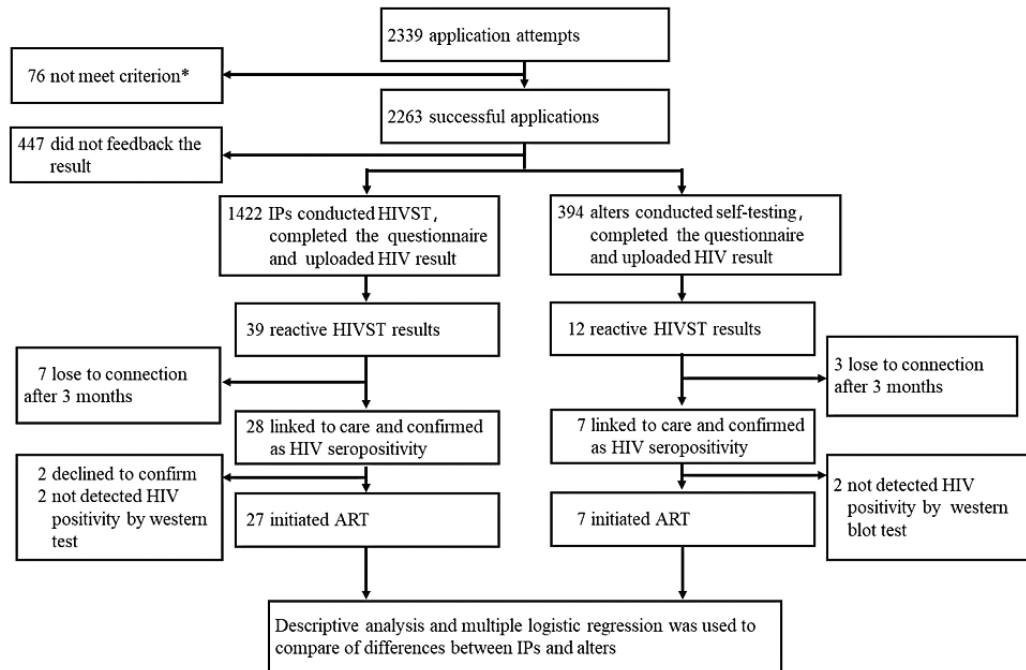 2339 application attempts
76 not meet criterion*
2263 successful applications
447 did not feedback the
result
1422 IPs conducted HIVST,
completed the questionnaire
and uploaded HIV result
394 alters conducted self-testing,
completed the questionnaire
and uploaded HIV result
39 reactive HIVST results
12 reactive HIVST results
7 lose to connection
after 3 months
3 lose to connection
after 3 months
28 linked to care and confirmed
as HIV seropositivity
7 linked to care and confirmed
as HIV seropositivity
2 declined to confirm
2 not detected HIV
positivity by western
test
2 not detected HIV
positivity by western
blot test
27 initiated ART
7 initiated ART
Descriptive analysis and multiple logistic regression was used to
compare of differences between IPs and alters